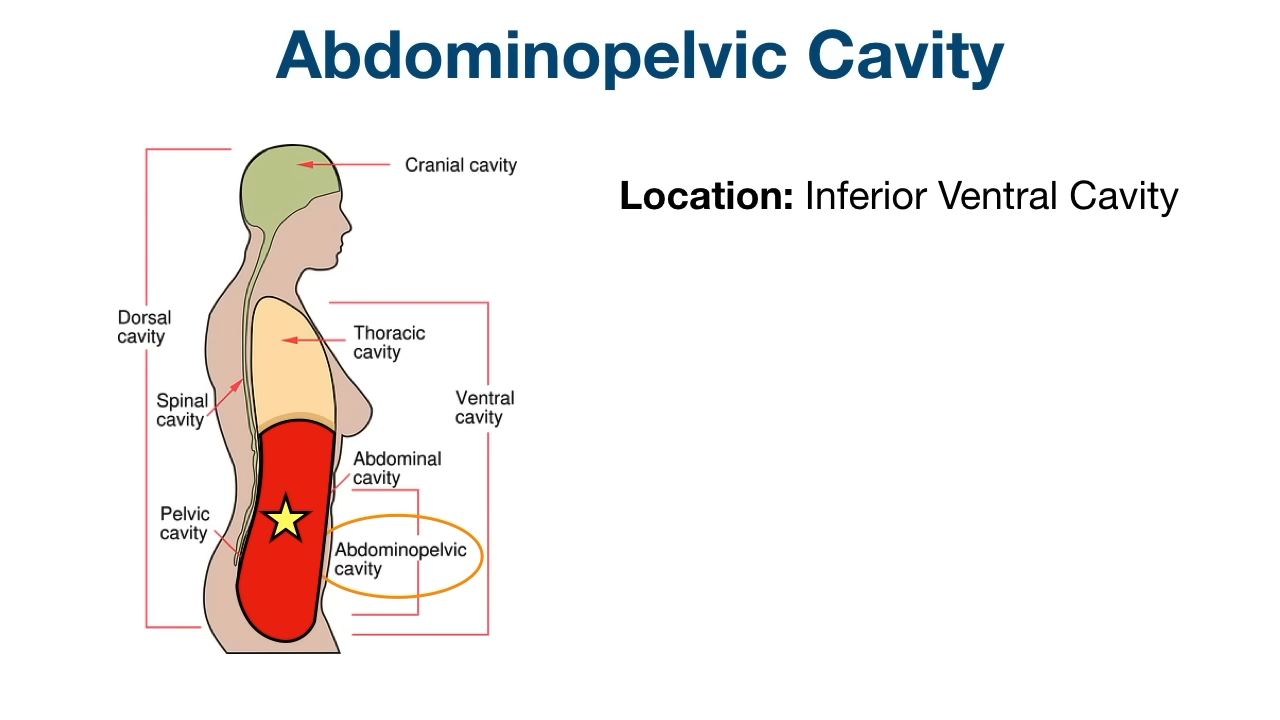 Abdominopelvic Cavity
Cranial cavity
Location: Inferior Ventral Cavity
Dorsal
cavity
Thoracic
cavity
Spinal
cavity
Ventral
cavity
Abdominal
cavity
Pelvic
cavity
Abdominopelvic
cavity